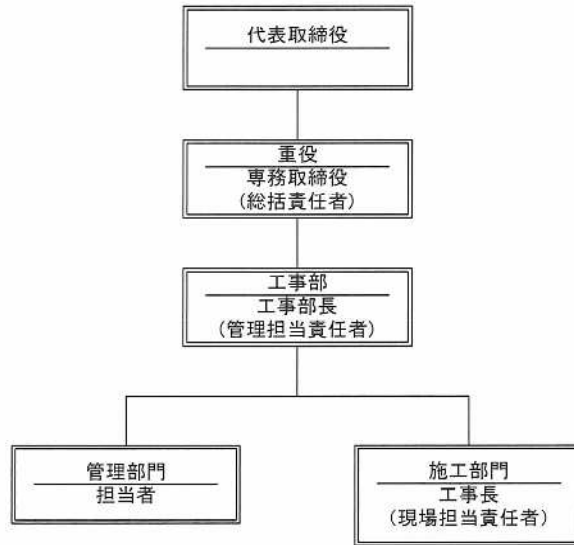 代表取締役
重役
専務取締役
(総括責任者)
工事部
工事部長
(管理担当責任者)
管理部門
担当者
施工部門
工事長
(現場担当責任者)